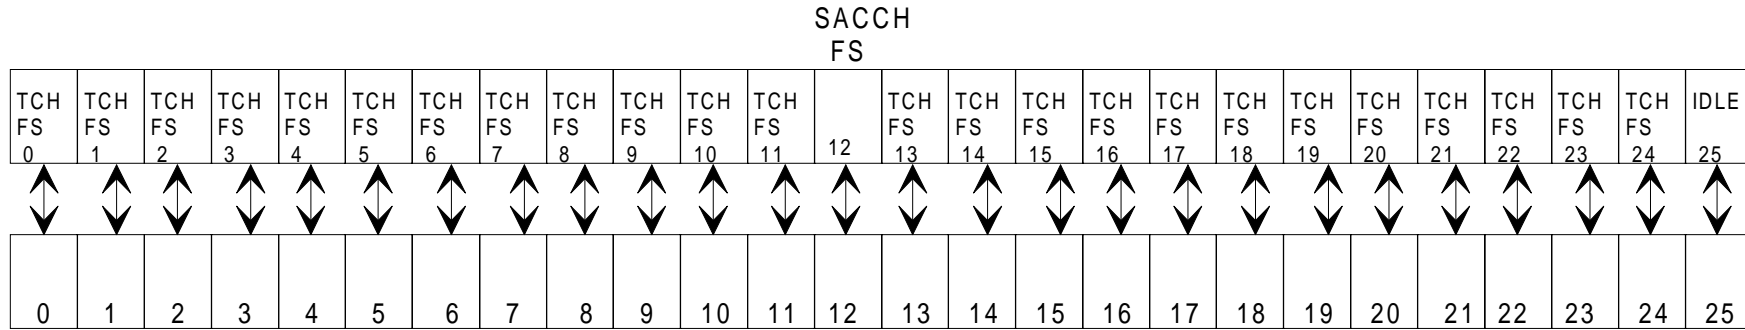 SACCH
FS
TCH TCH TCH TCH TCH TCH TCH TCH TCH TCH TCH TCH TCH TCH TCH TCH TCH TCH TCH TCH TCH TCH TCH TCH IDLE
FS FS FS FS FS FS FS FS FS FS FS FS FS FS FS FS FS FS FS FS FS FS FS FS
0 1 2 3 4 5 6 7 8 9 10 11 12 13 14 15 16 17 18 19 20 21 22 23 24 25
0 1 2 3 4 5 6 7 8 9 10 11 12 13 14 15 16 17 18 19 20 21 22 23 24 25